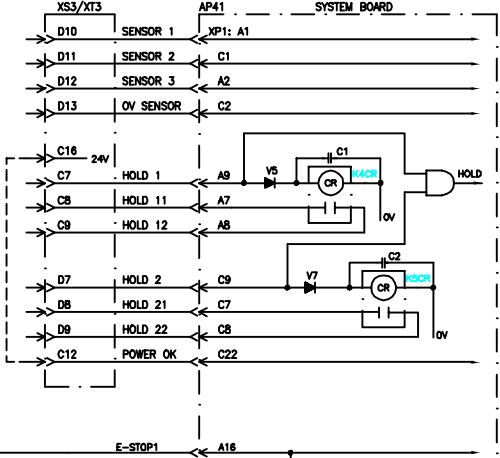 XS3/XT3 AP41 SYSTEM BOARD
D10 SENSOR 1 XP1: A1
D11 SENSOR 2 C1
D12 SENSOR 3 A2
D13 0V SENSOR C2
C16 24V
C1
C7 HOLD 1 A9 V5 CR K4CR HOLD
C8 HOLD 11 A7
0V
C9 HOLD 12 A8
C2
D7 HOLD 2 C9 V7 CR K5CR
D8 HOLD 21 C7
D9 HOLD 22 C8 0V
C12 POWER OK C22
E-STOP1 A16